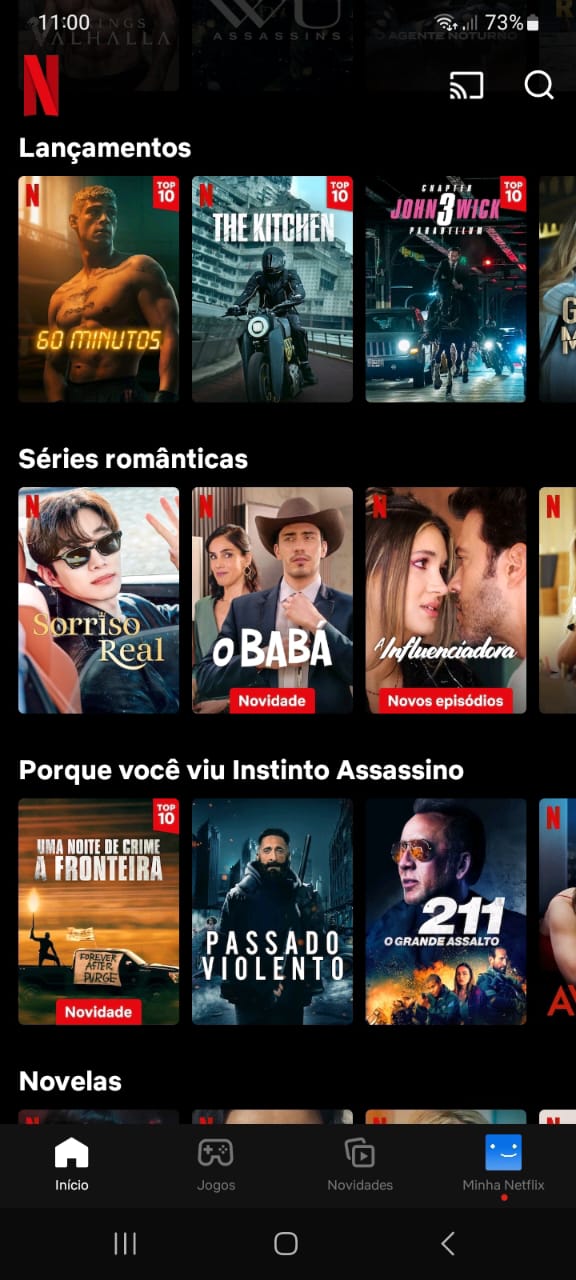 11:00
73%
VALHALLA
WU
ASSASSINS
O AGENTE NOTURNO
N
Lançamentos
N
TOP
10
60 MINUTOS
N
TOP
10
THE KITCHEN
TOP
10
CHAPTER
JOHN 3 WICK
PARABELLUM
Séries românticas
N
Sorriso
Real
N
O BABÁ
Novidade
N
A Influenciadora
Novos episódios
N
Porque você viu Instinto Assassino
TOP
10
UMA NOITE DE CRIME
A FRONTEIRA
FOREVER
AFTER
PURGE
Novidade
PASSADO
VIOLENTO
211
O GRANDE ASSALTO
N
Novelas
Início
Jogos
Novidades
Minha Netflix